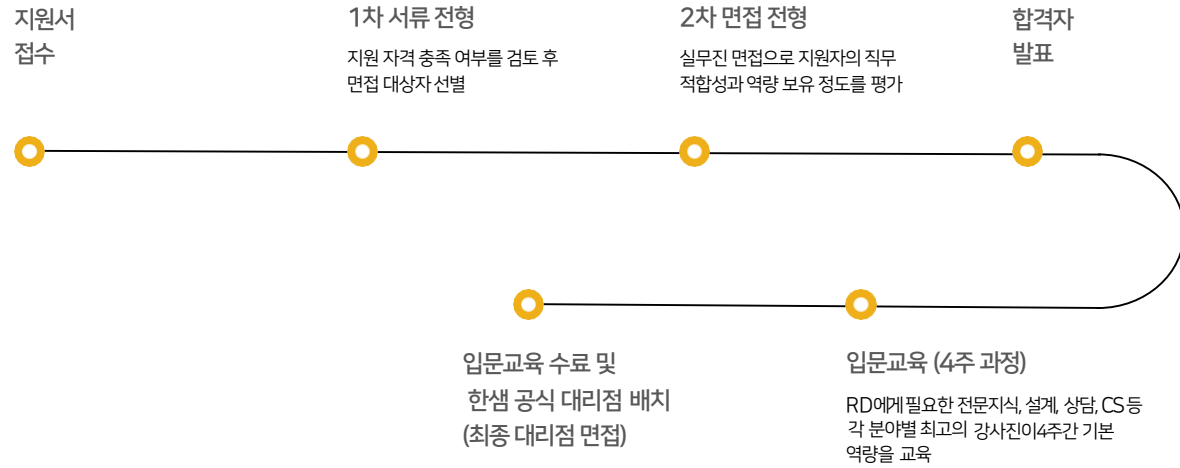 지원서
접수
1차 서류 전형
지원 자격 충족 여부를 검토 후
면접 대상자 선별
2차 면접 전형
실무진 면접으로 지원자의 직무
적합성과 역량 보유 정도를 평가
합격자
발표
입문교육 (4주 과정)
RD에게 필요한 전문지식, 설계, 상담, CS 등
각 분야별 최고의 강사진이 4주간 기본
역량을 교육
입문교육 수료 및
한샘 공식 대리점 배치
(최종 대리점 면접)